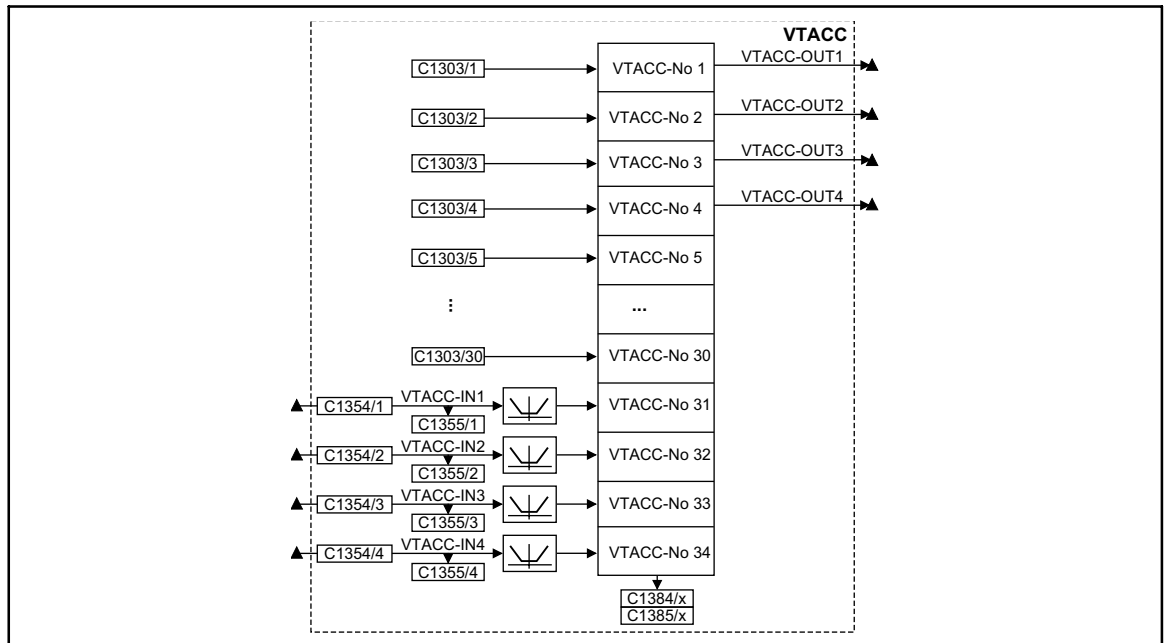 VTACC
C1303/1 VTACC-No 1 VTACC-OUT1
C1303/2 VTACC-No 2 VTACC-OUT2
C1303/3 VTACC-No 3 VTACC-OUT3
C1303/4 VTACC-No 4 VTACC-OUT4
C1303/5 VTACC-No 5
... ...
C1303/30 VTACC-No 30
C1354/1 VTACC-IN1 VTACC-No 31
C1355/1
C1354/2 VTACC-IN2 VTACC-No 32
C1355/2
C1354/3 VTACC-IN3 VTACC-No 33
C1355/3
C1354/4 VTACC-IN4 VTACC-No 34
C1355/4
C1384/x
C1385/x